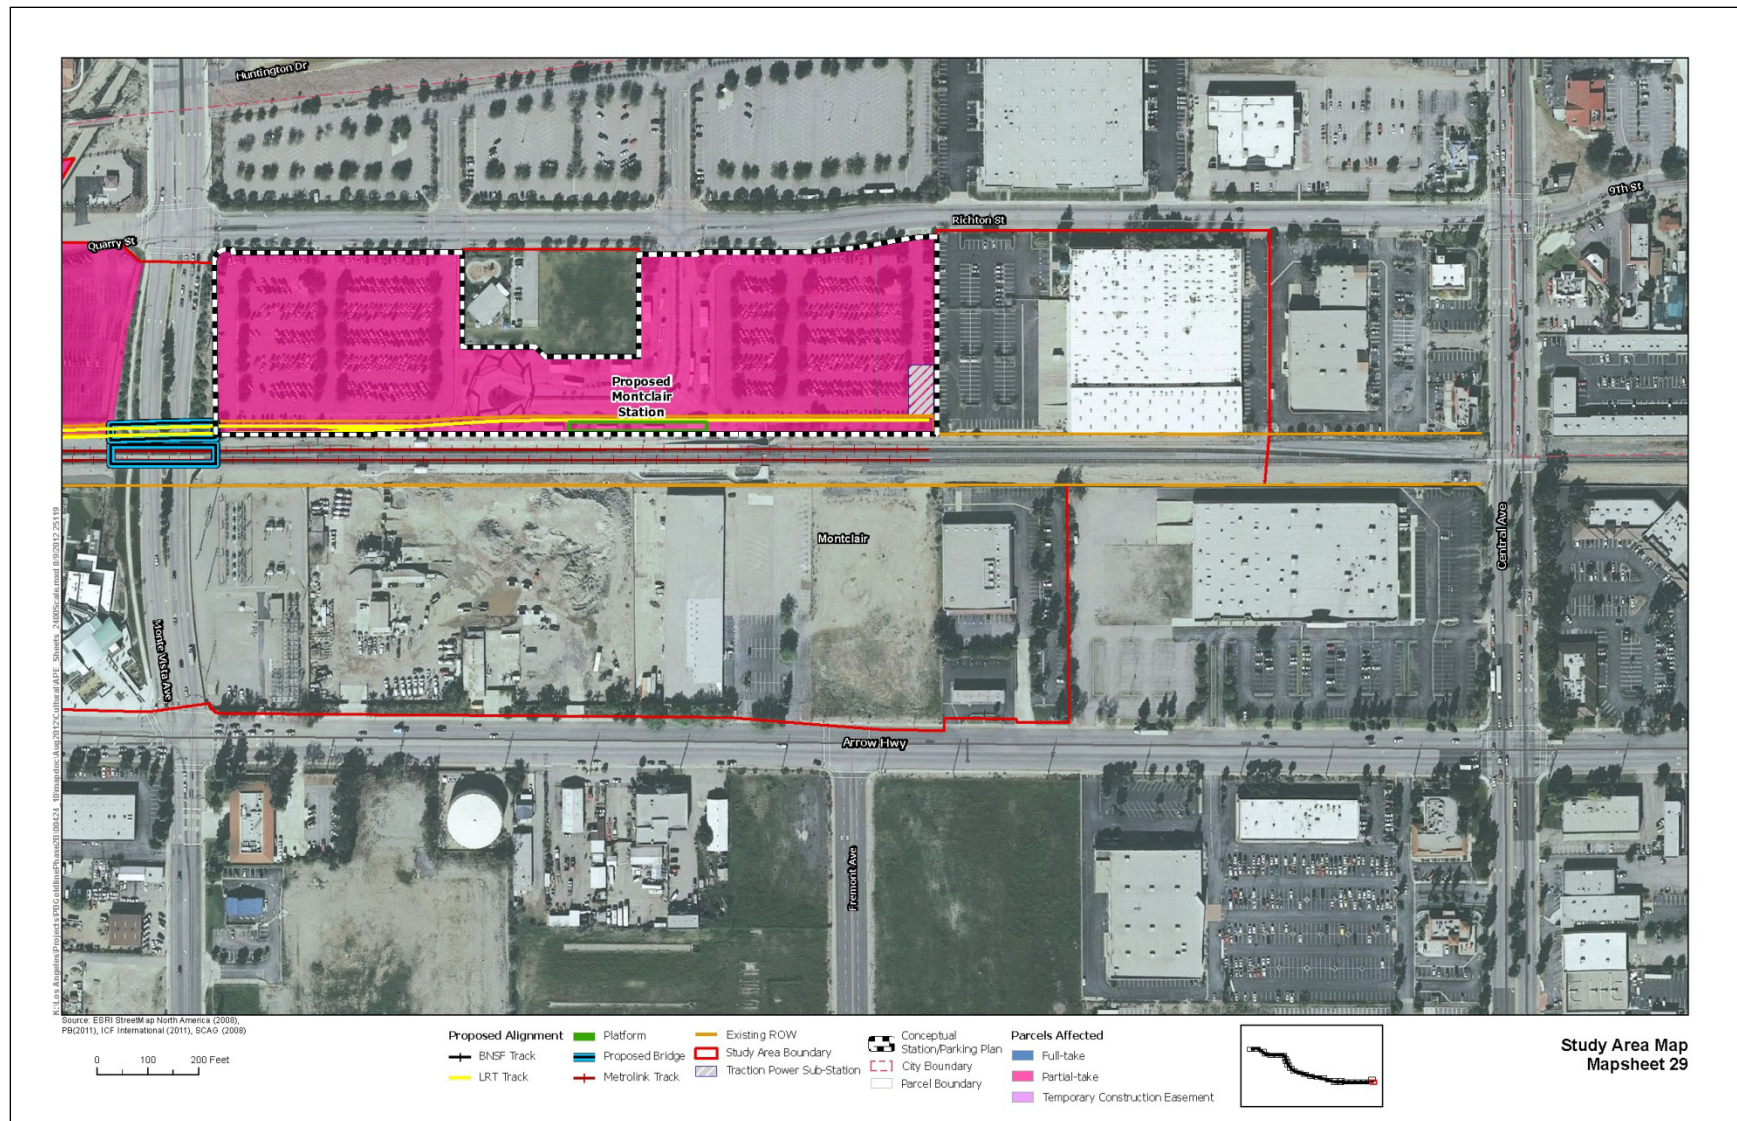 Huntington Dr
9Th St
Richton St
Quarry St
Proposed
Montclair
Station
Montclair
Central Ave
Monte Vista Ave
Arrow Hwy
Fremont Ave
Source: ESRI StreetMap North America (2008),
PB(2011), ICF International (2011), SCAG (2008)
0 100 200 Feet
Proposed Alignment
BNSF Track
LRT Track
Platform
Proposed Bridge
Metrolink Track
Existing ROW
Study Area Boundary
Traction Power Sub-Station
Conceptual
Station/Parking Plan
City Boundary
Parcel Boundary
Parcels Affected
Full-take
Partial-take
Temporary Construction Easement
Study Area Map
Mapsheet 29